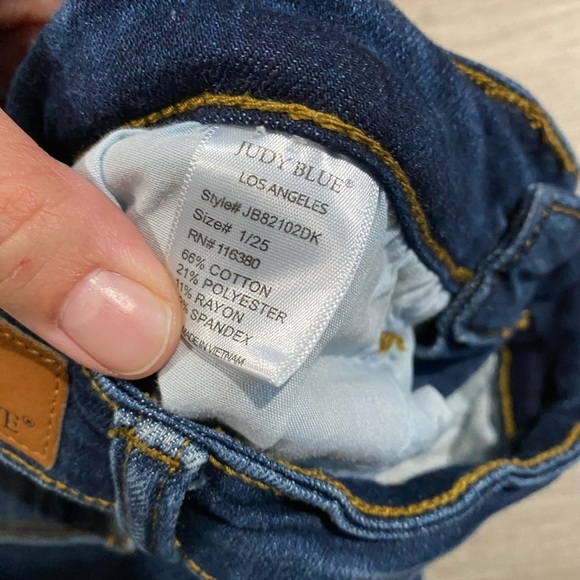 JUDY BLUE®
LOS ANGELES
Style# JB82102DK
Size# 1/25
RN# 116380
66% COTTON
21% POLYESTER
11% RAYON
% SPANDEX
MADE IN VIETNAM
E®